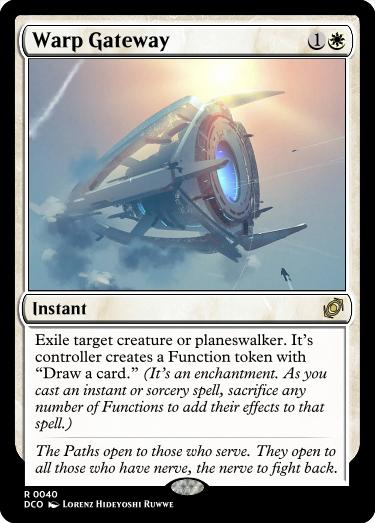 Warp Gateway 1
Instant
Exile target creature or planeswalker. It's
controller creates a Function token with
“Draw a card.” (It's an enchantment. As you
cast an instant or sorcery spell, sacrifice any
number of Functions to add their effects to that
spell.)
The Paths open to those who serve. They open to
all those who have nerve, the nerve to fight back.
R 0040
DCO Lorenz Hideyoshi Ruwwe